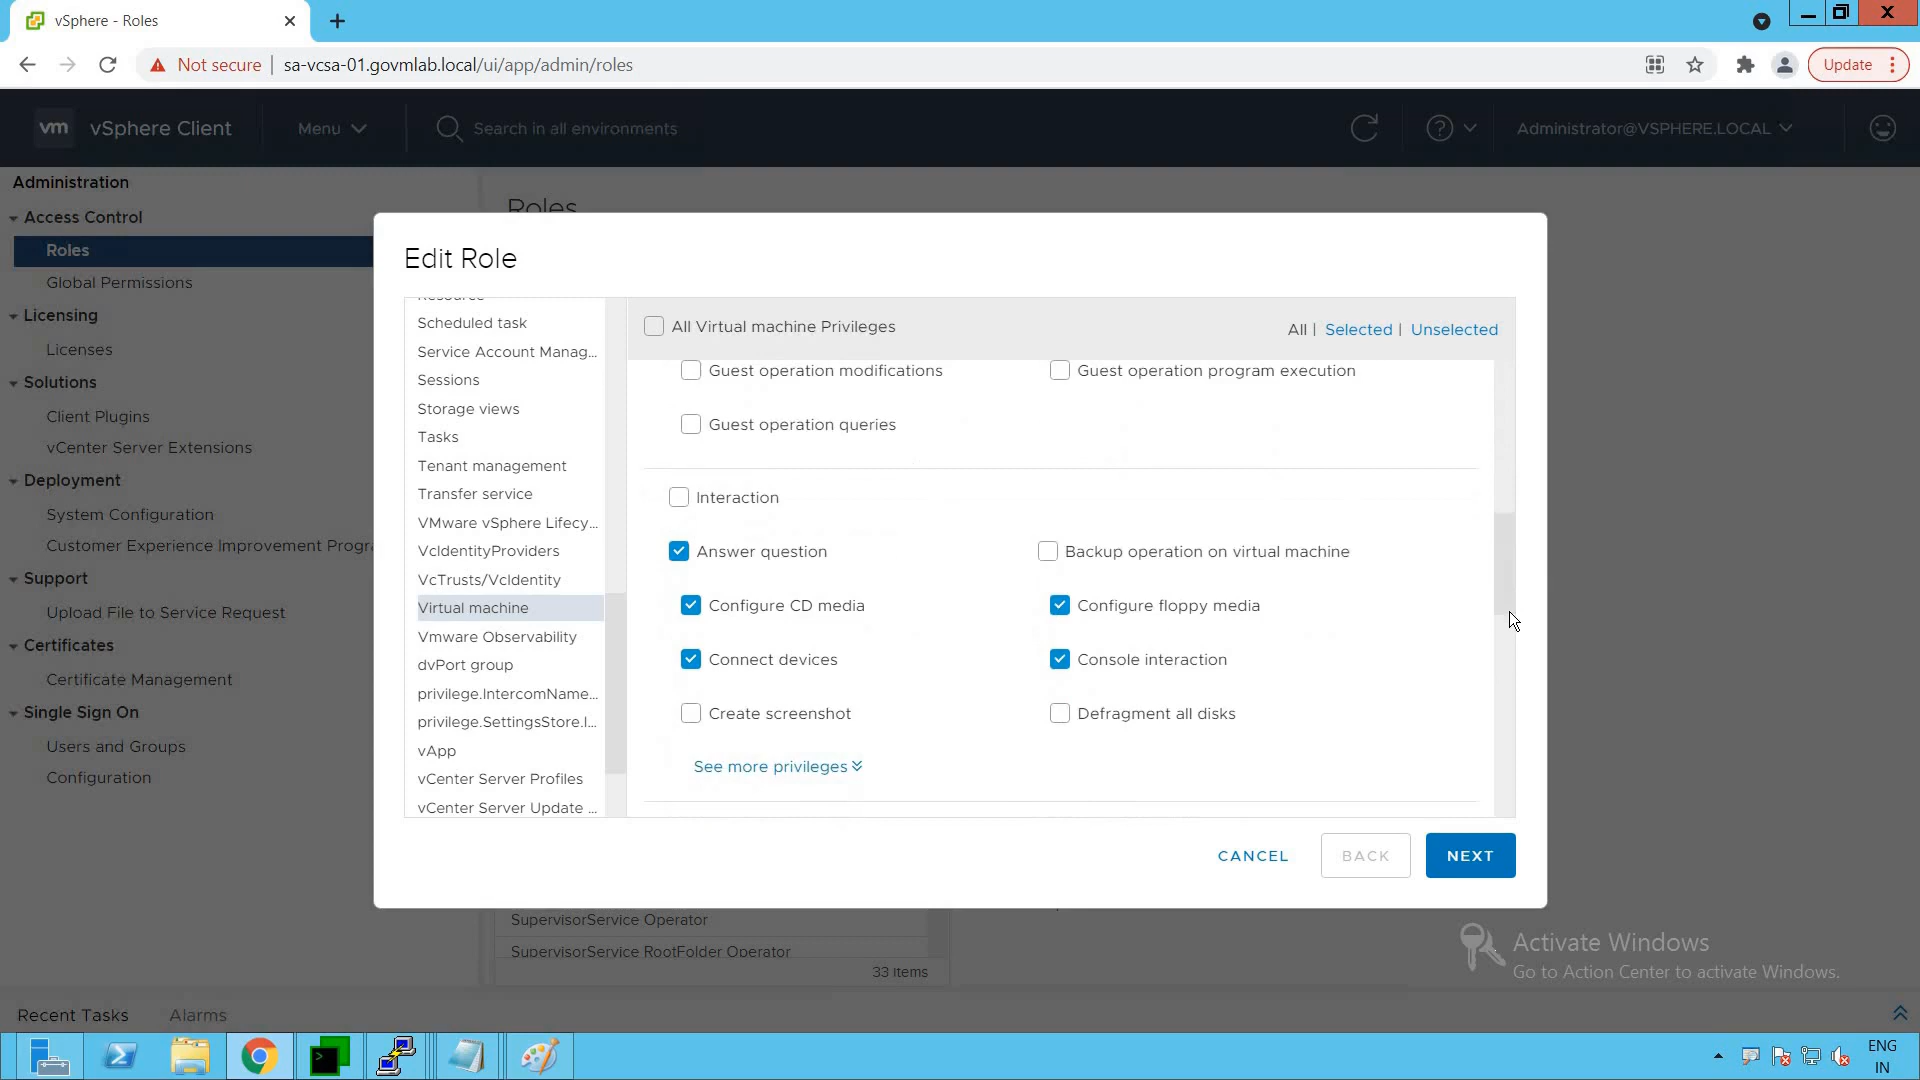 vSphere - Roles
Not secure
sa-vcsa-01.govmlab.local/ui/app/admin/roles
Update
vm
vSphere Client
Menu
Search in all environments
Administrator@VSPHERE.LOCAL
Administration
Access Control
Roles
Global Permissions
Licensing
Licenses
Solutions
Client Plugins
vCenter Server Extensions
Deployment
System Configuration
Customer Experience Improvement Progra
Support
Upload File to Service Request
Certificates
Certificate Management
Single Sign On
Users and Groups
Configuration
Roles
Edit Role
Resource
Scheduled task
Service Account Manag...
Sessions
Storage views
Tasks
Tenant management
Transfer service
VMware vSphere Lifecy...
VcIdentityProviders
VcTrusts/VcIdentity
Virtual machine
Vmware Observability
dvPort group
privilege.IntercomName...
privilege.SettingsStore.I...
vApp
vCenter Server Profiles
vCenter Server Update ...
All Virtual machine Privileges
All | Selected | Unselected
Guest operation modifications
Guest operation program execution
Guest operation queries
Interaction
Answer question
Backup operation on virtual machine
Configure CD media
Configure floppy media
Connect devices
Console interaction
Create screenshot
Defragment all disks
See more privileges
CANCEL
BACK
NEXT
SupervisorService Operator
SupervisorService RootFolder Operator
33 items
Activate Windows
Go to Action Center to activate Windows.
Recent Tasks
Alarms
ENG
IN